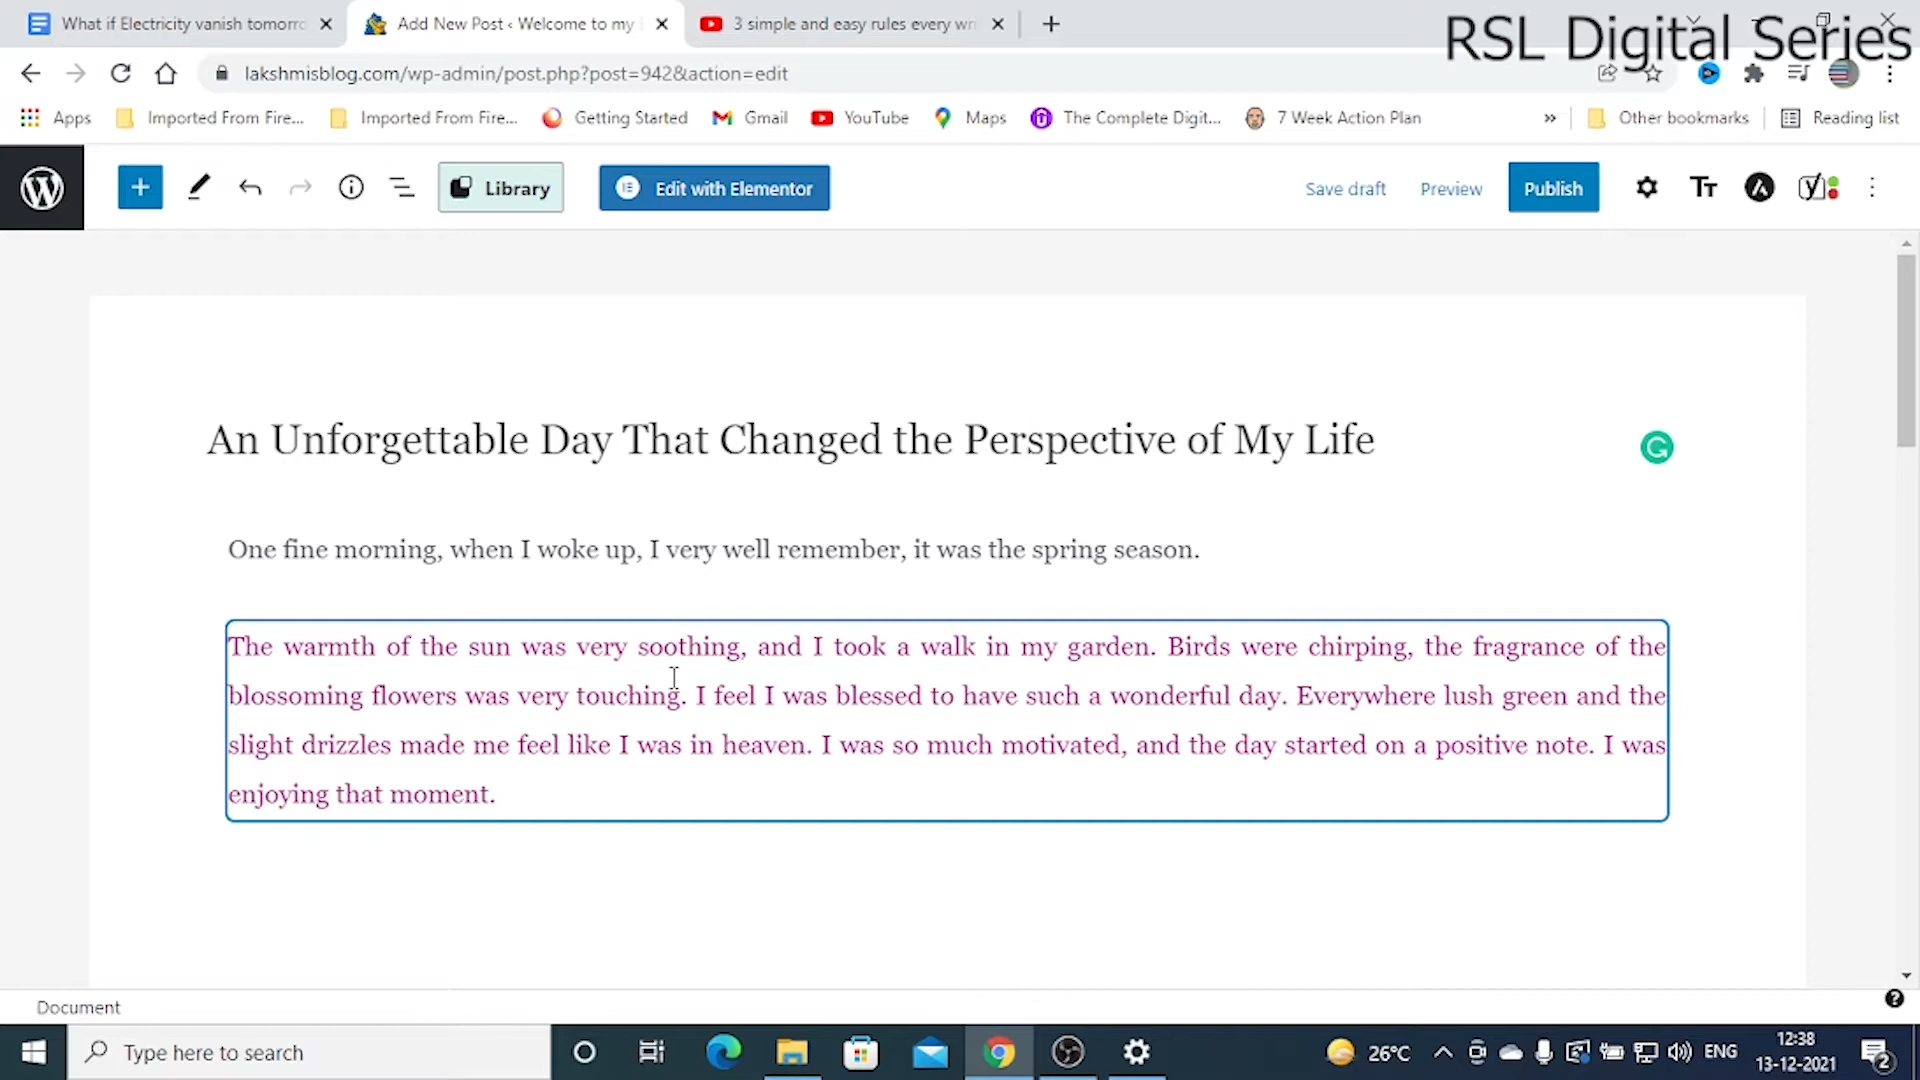 What if Electricity vanish tomorro
Add New Post ‹ Welcome to my
3 simple and easy rules every wri
RSL Digital Series
lakshmisblog.com/wp-admin/post.php?post=942&action=edit
Apps
Imported From Fire...
Imported From Fire...
Getting Started
Gmail
YouTube
Maps
The Complete Digit...
7 Week Action Plan
»
Other bookmarks
Reading list
Library
Edit with Elementor
Save draft
Preview
Publish
An Unforgettable Day That Changed the Perspective of My Life
One fine morning, when I woke up, I very well remember, it was the spring season.
The warmth of the sun was very soothing, and I took a walk in my garden. Birds were chirping, the fragrance of the
blossoming flowers was very touching. I feel I was blessed to have such a wonderful day. Everywhere lush green and the
slight drizzles made me feel like I was in heaven. I was so much motivated, and the day started on a positive note. I was
enjoying that moment.
Document
Type here to search
26°C
ENG
12:38
13-12-2021
2